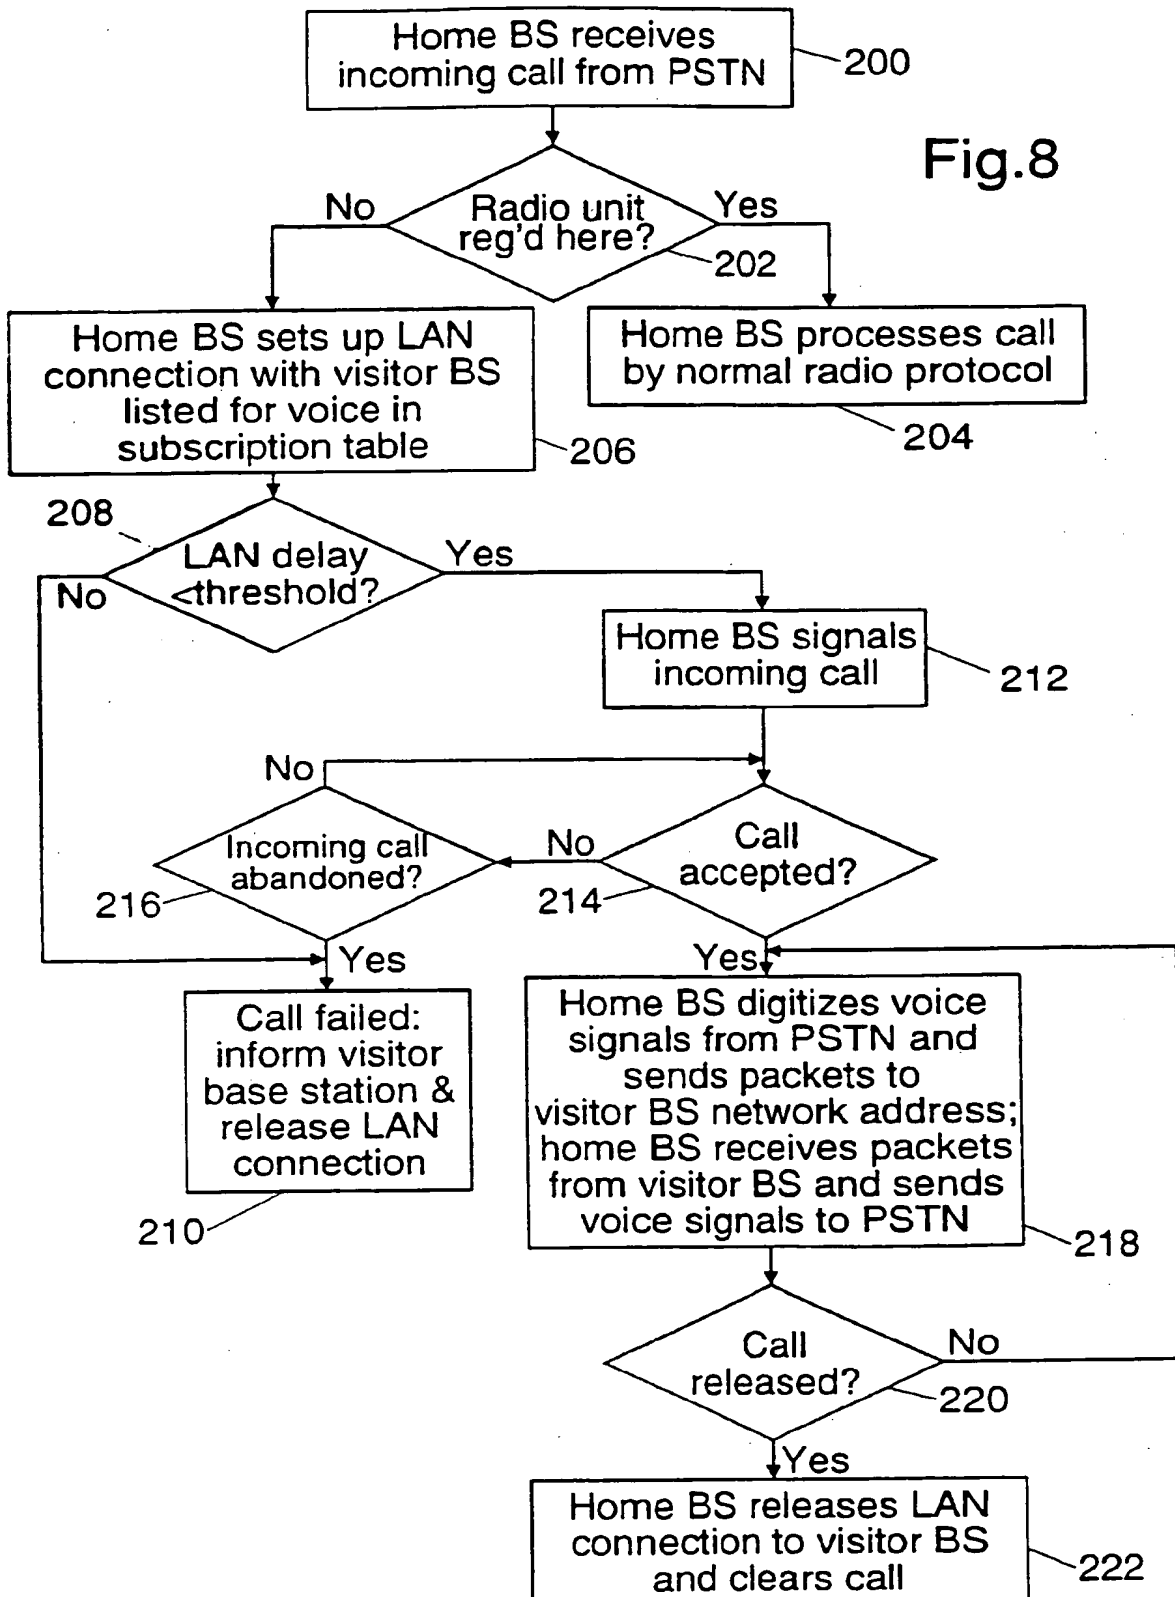 Home BS receives
incoming call from PSTN
200
Fig.8
No
Radio unit
reg'd here?
Yes
202
Home BS sets up LAN
connection with visitor BS
listed for voice in
subscription table
206
Home BS processes call
by normal radio protocol
204
208
LAN delay
<threshold?
Yes
No
Home BS signals
incoming call
212
No
Incoming call
abandoned?
216
No
Call
accepted?
214
Yes
Yes
Call failed:
inform visitor
base station &
release LAN
connection
210
Home BS digitizes voice
signals from PSTN and
sends packets to
visitor BS network address;
home BS receives packets
from visitor BS and sends
voice signals to PSTN
218
Call
released?
No
220
Yes
Home BS releases LAN
connection to visitor BS
and clears call
222